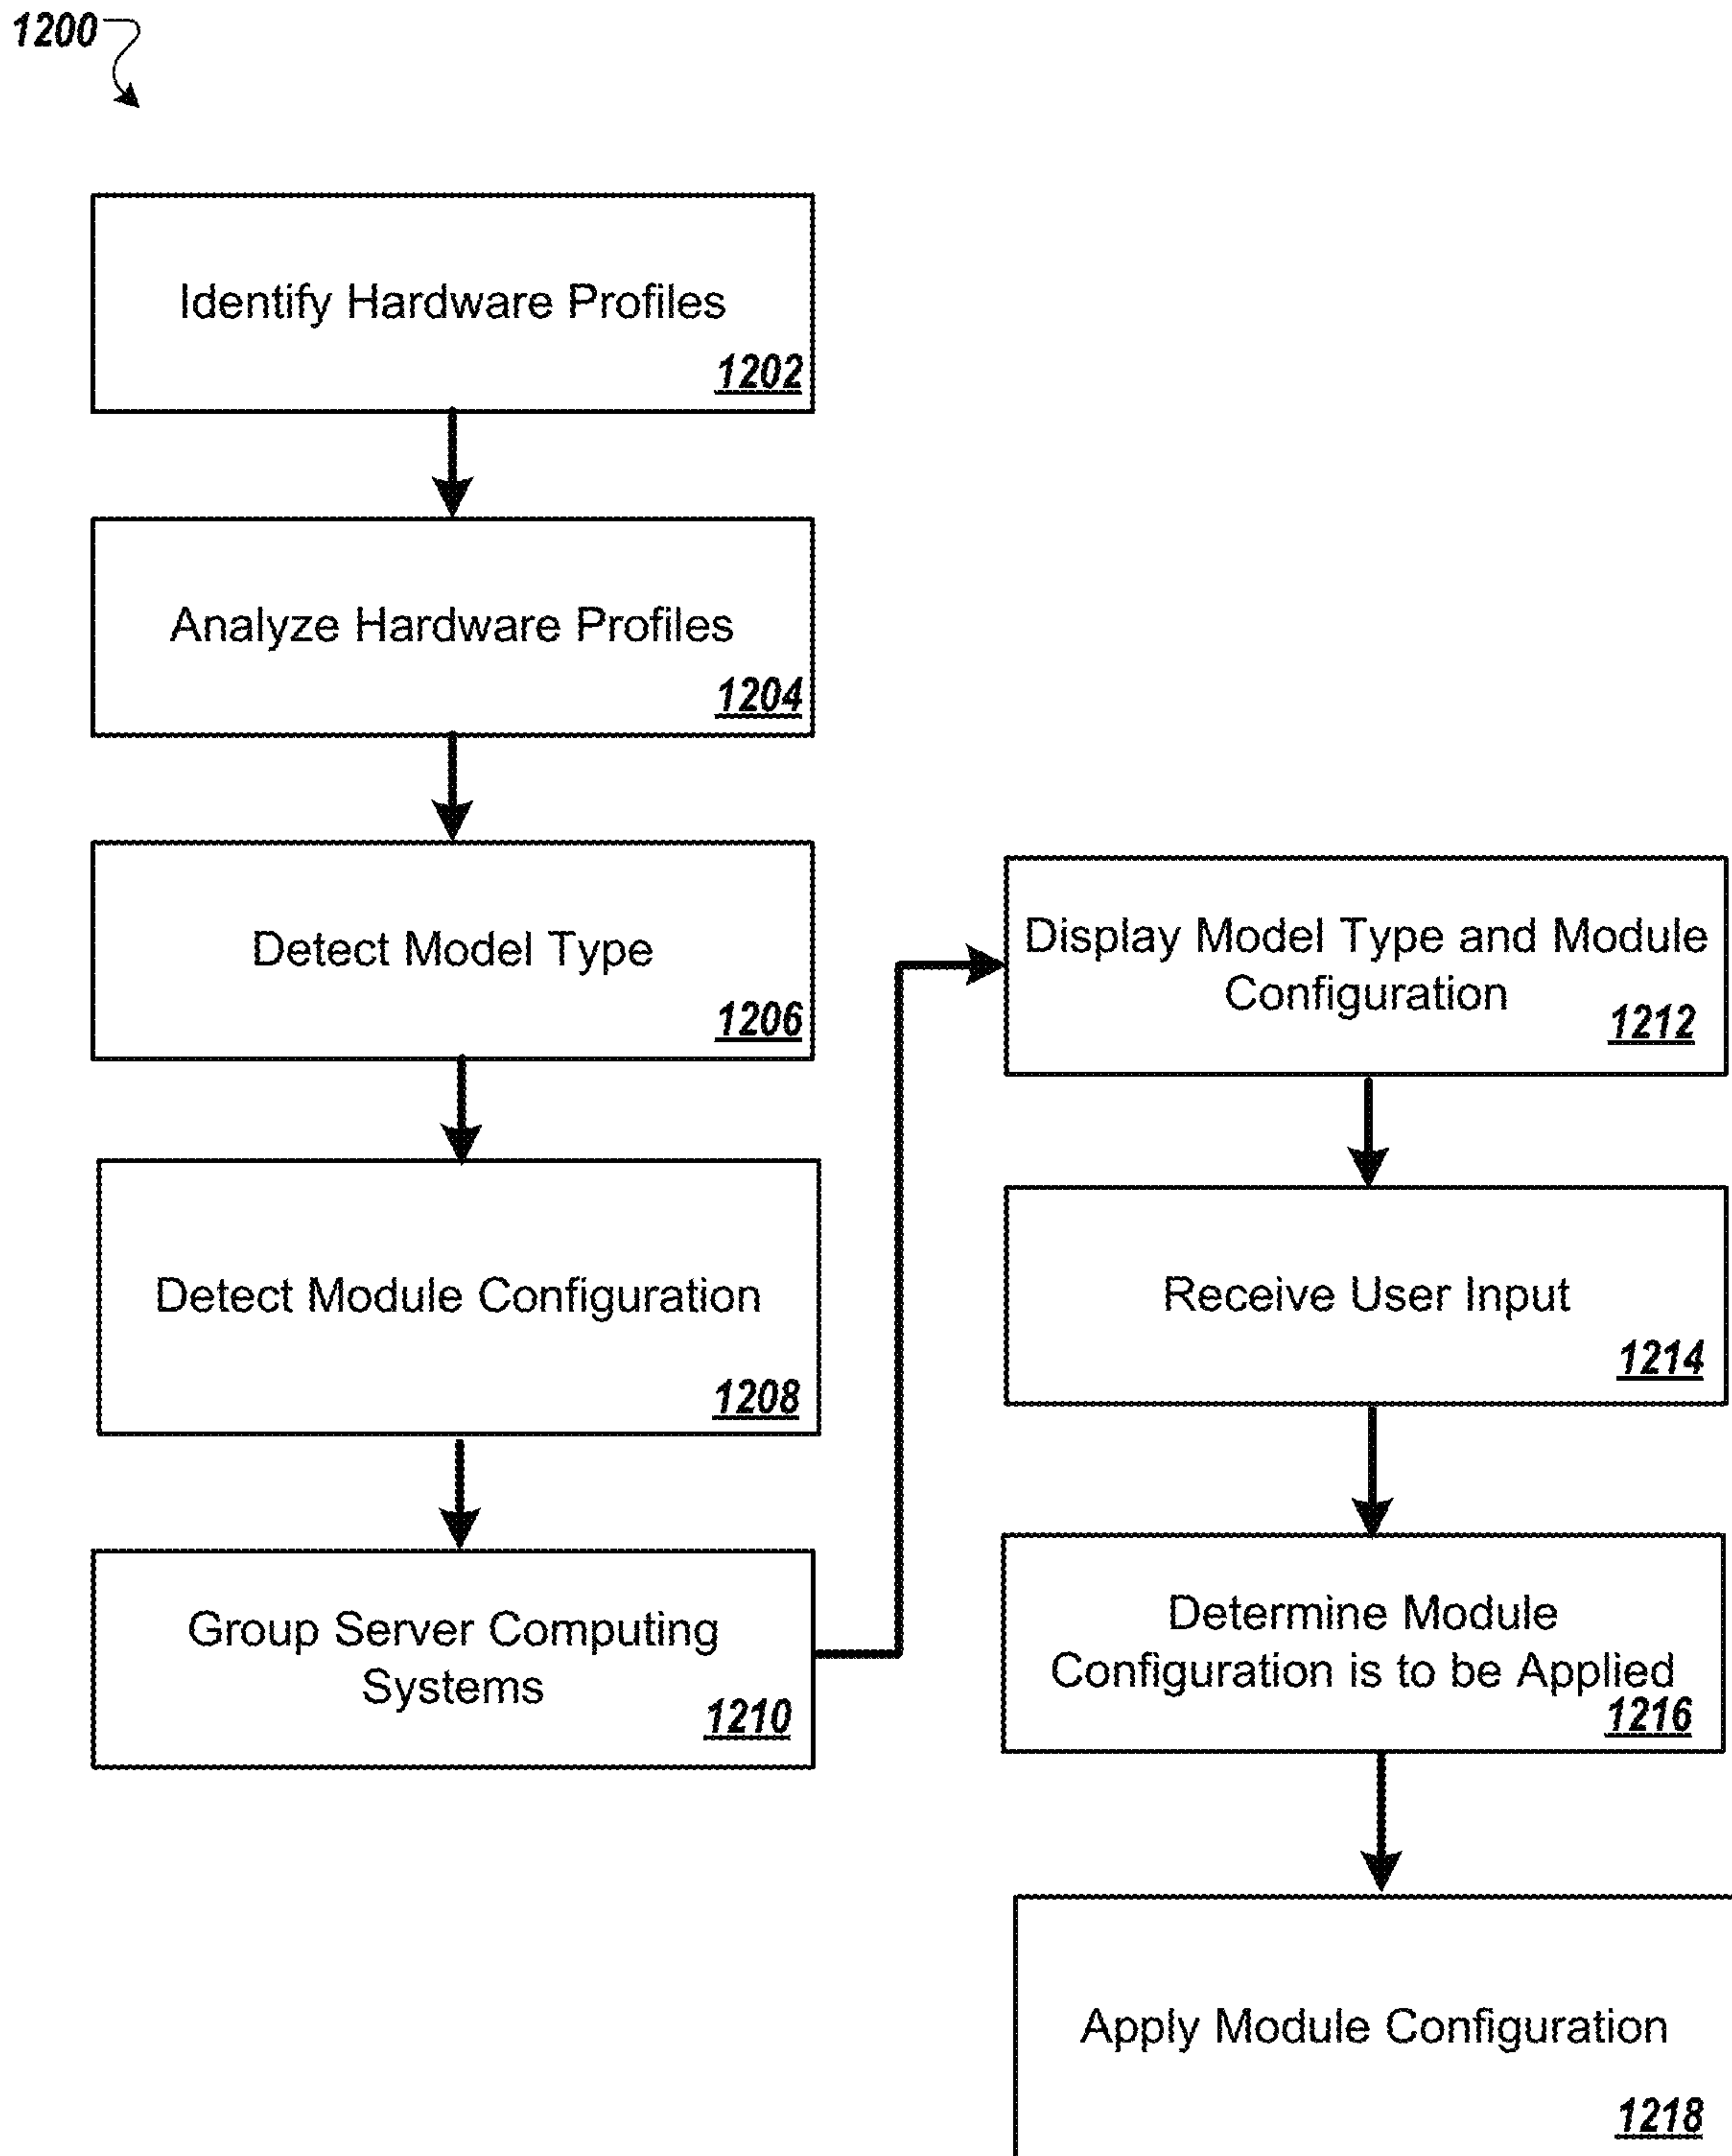 1200
Identify Hardware Profiles
1202
Analyze Hardware Profiles
1204
Detect Model Type
1206
Detect Module Configuration
1208
Group Server Computing
Systems
1210
Display Model Type and Module
Configuration
1212
Receive User Input
1214
Determine Module
Configuration is to be Applied
1216
Apply Module Configuration
1218